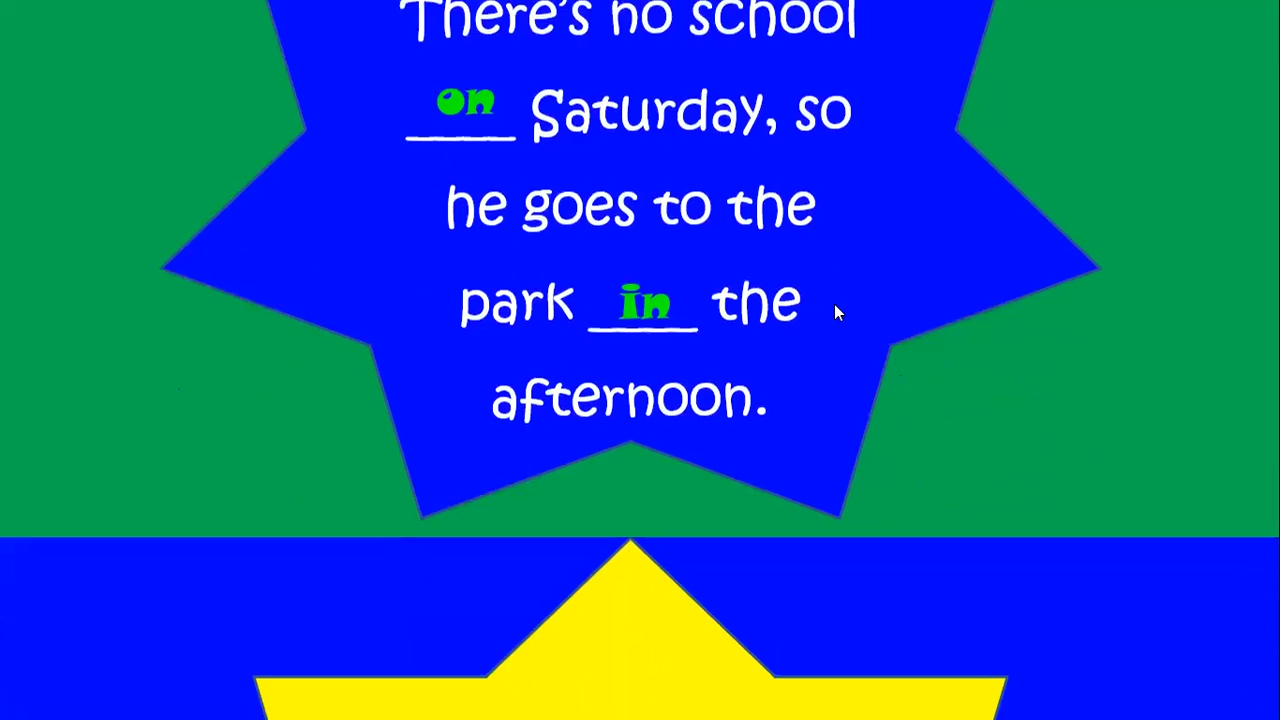 There's no school
on Saturday, so
he goes to the
park in the
afternoon.